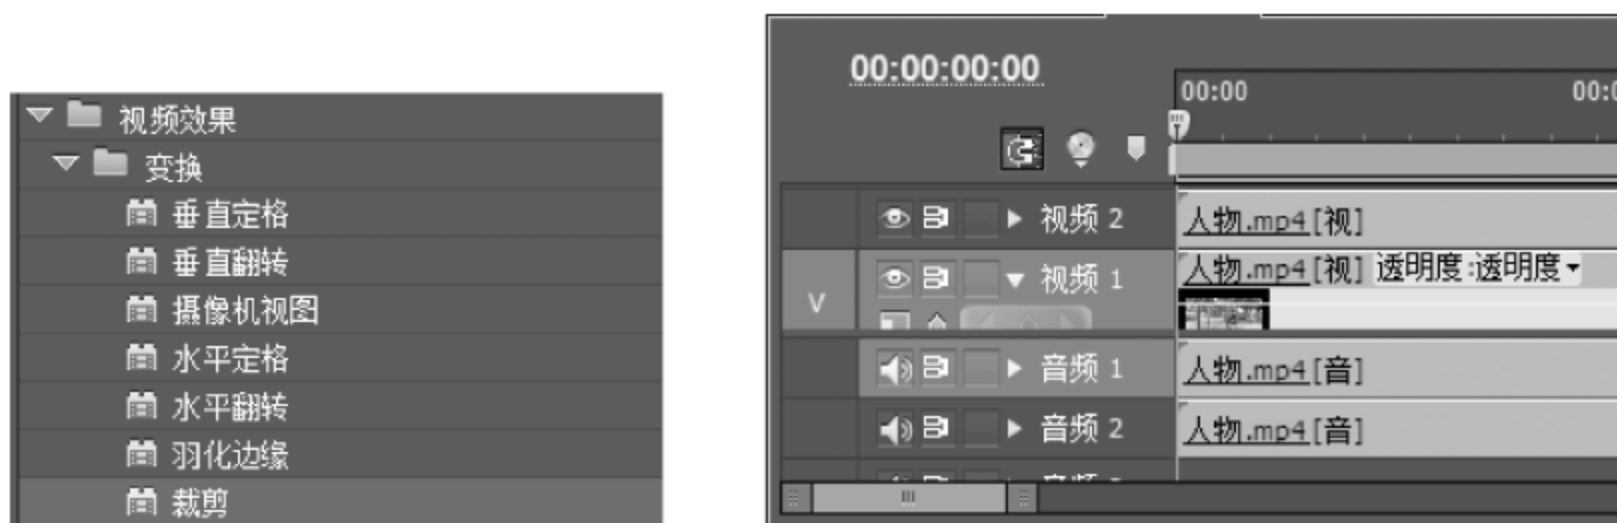 视频效果
变换
垂直定格
垂直翻转
摄像机视图
水平定格
水平翻转
羽化边缘
裁剪
00:00:00:00
00:00
视频 2
人物.mp4[视]
视频 1
人物.mp4[视] 透明度:透明度
V
音频 1
人物.mp4[音]
音频 2
人物.mp4[音]